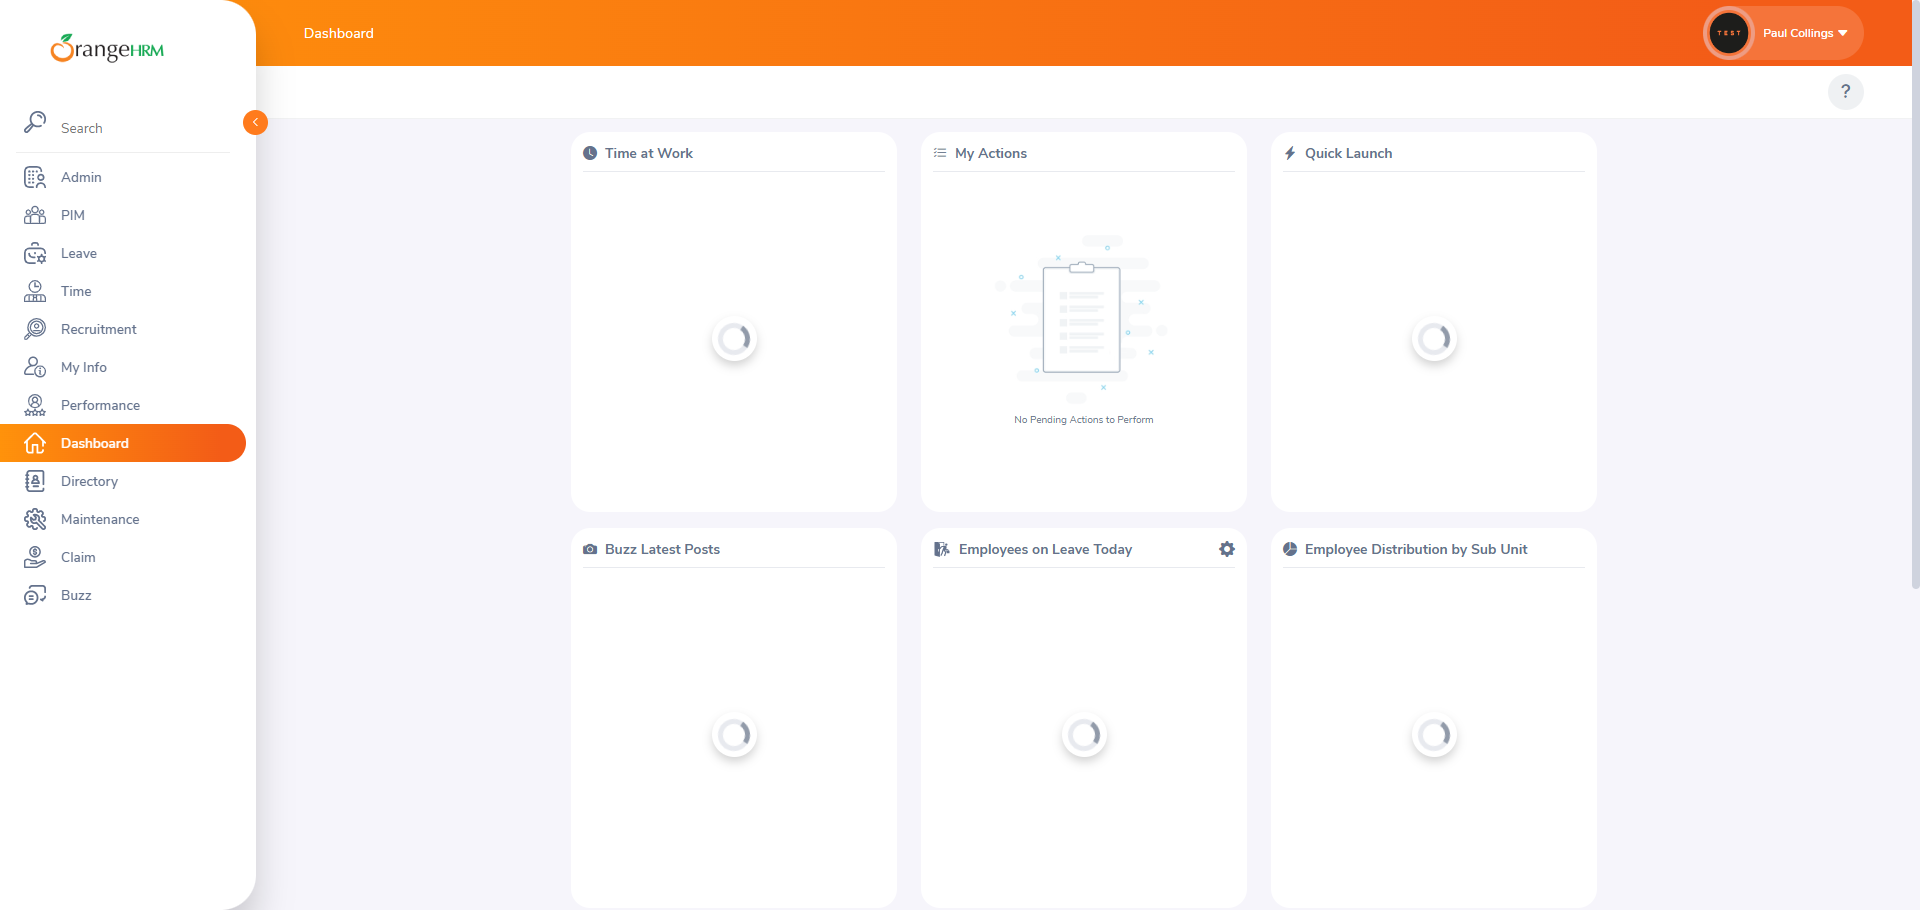 OrangeHRM
Dashboard
TEST
Paul Collings
?
Search
Admin
PIM
Leave
Time
Recruitment
My Info
Performance
Dashboard
Directory
Maintenance
Claim
Buzz
Time at Work
My Actions
No Pending Actions to Perform
Quick Launch
Buzz Latest Posts
Employees on Leave Today
Employee Distribution by Sub Unit